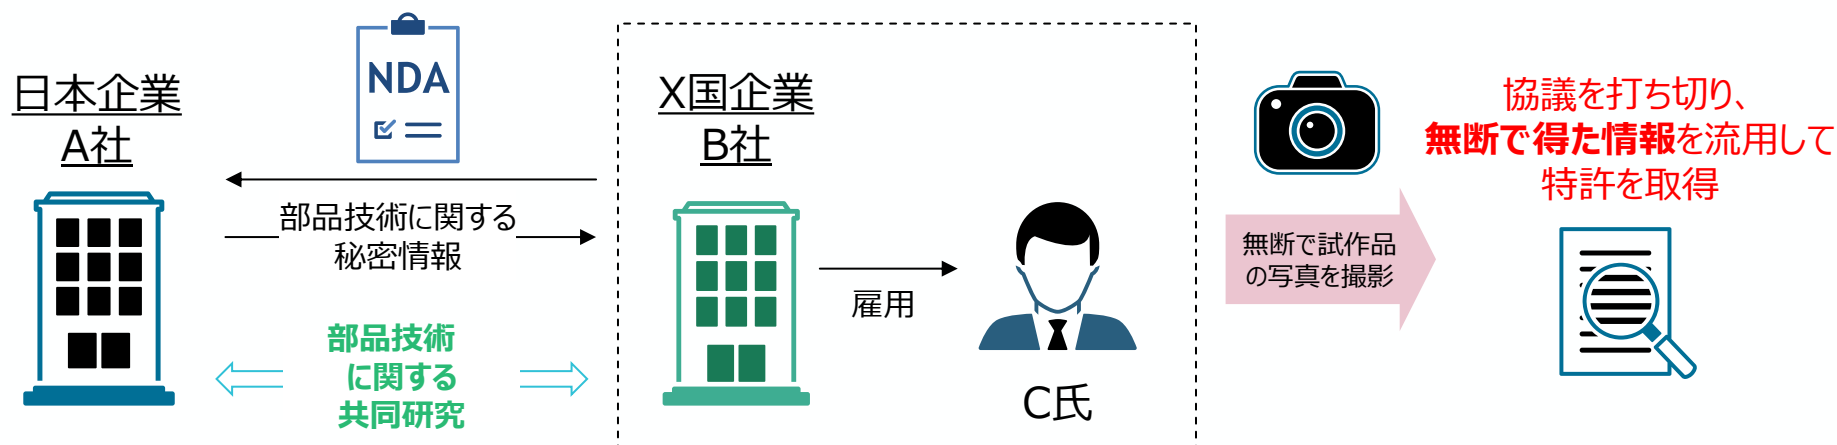 日本企業
A社
NDA
部品技術に関する
秘密情報
部品技術
に関する
共同研究
X国企業
B社
雇用
C氏
無断で試作品
の写真を撮影
協議を打ち切り、
無断で得た情報を流用して
特許を取得